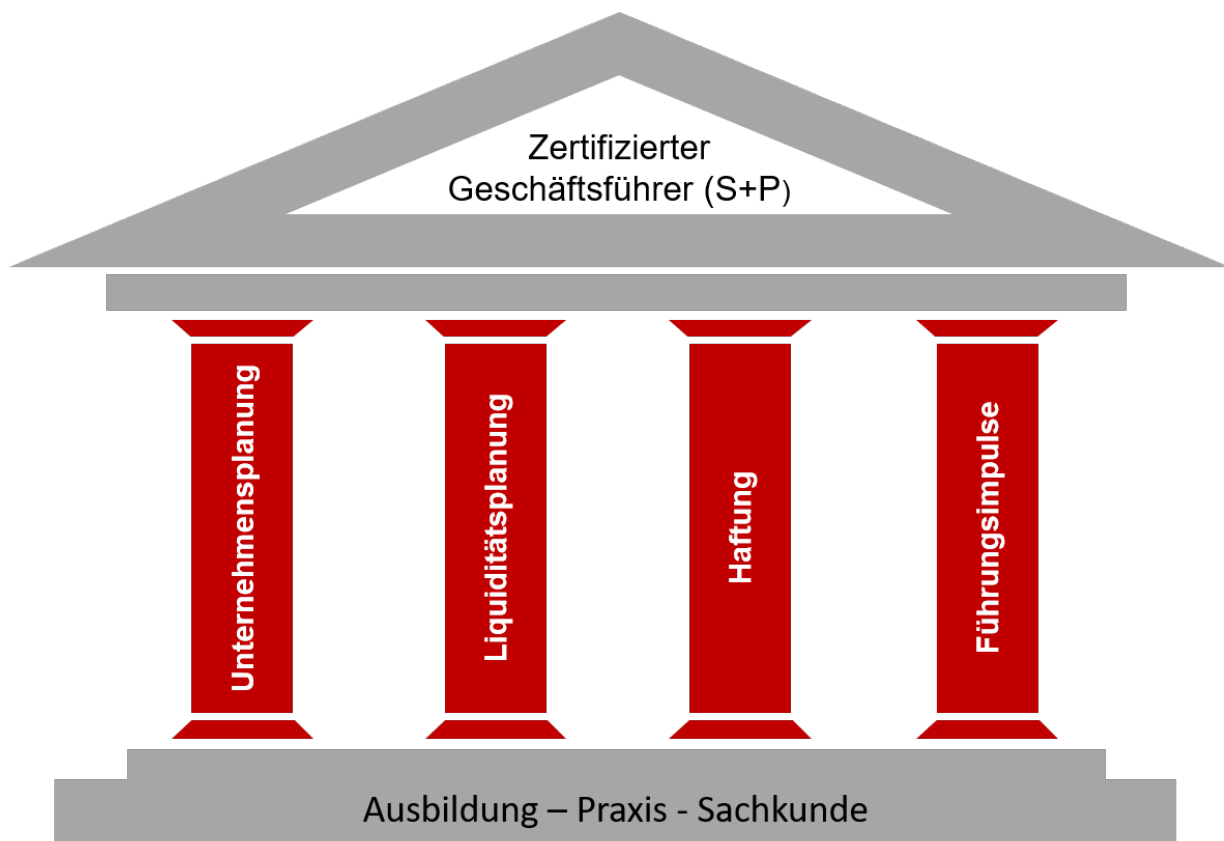 Zertifizierter
Geschäftsführer (S+P)
Unternehmensplanung
Liquiditätsplanung
Haftung
Führungsimpulse
Ausbildung – Praxis - Sachkunde